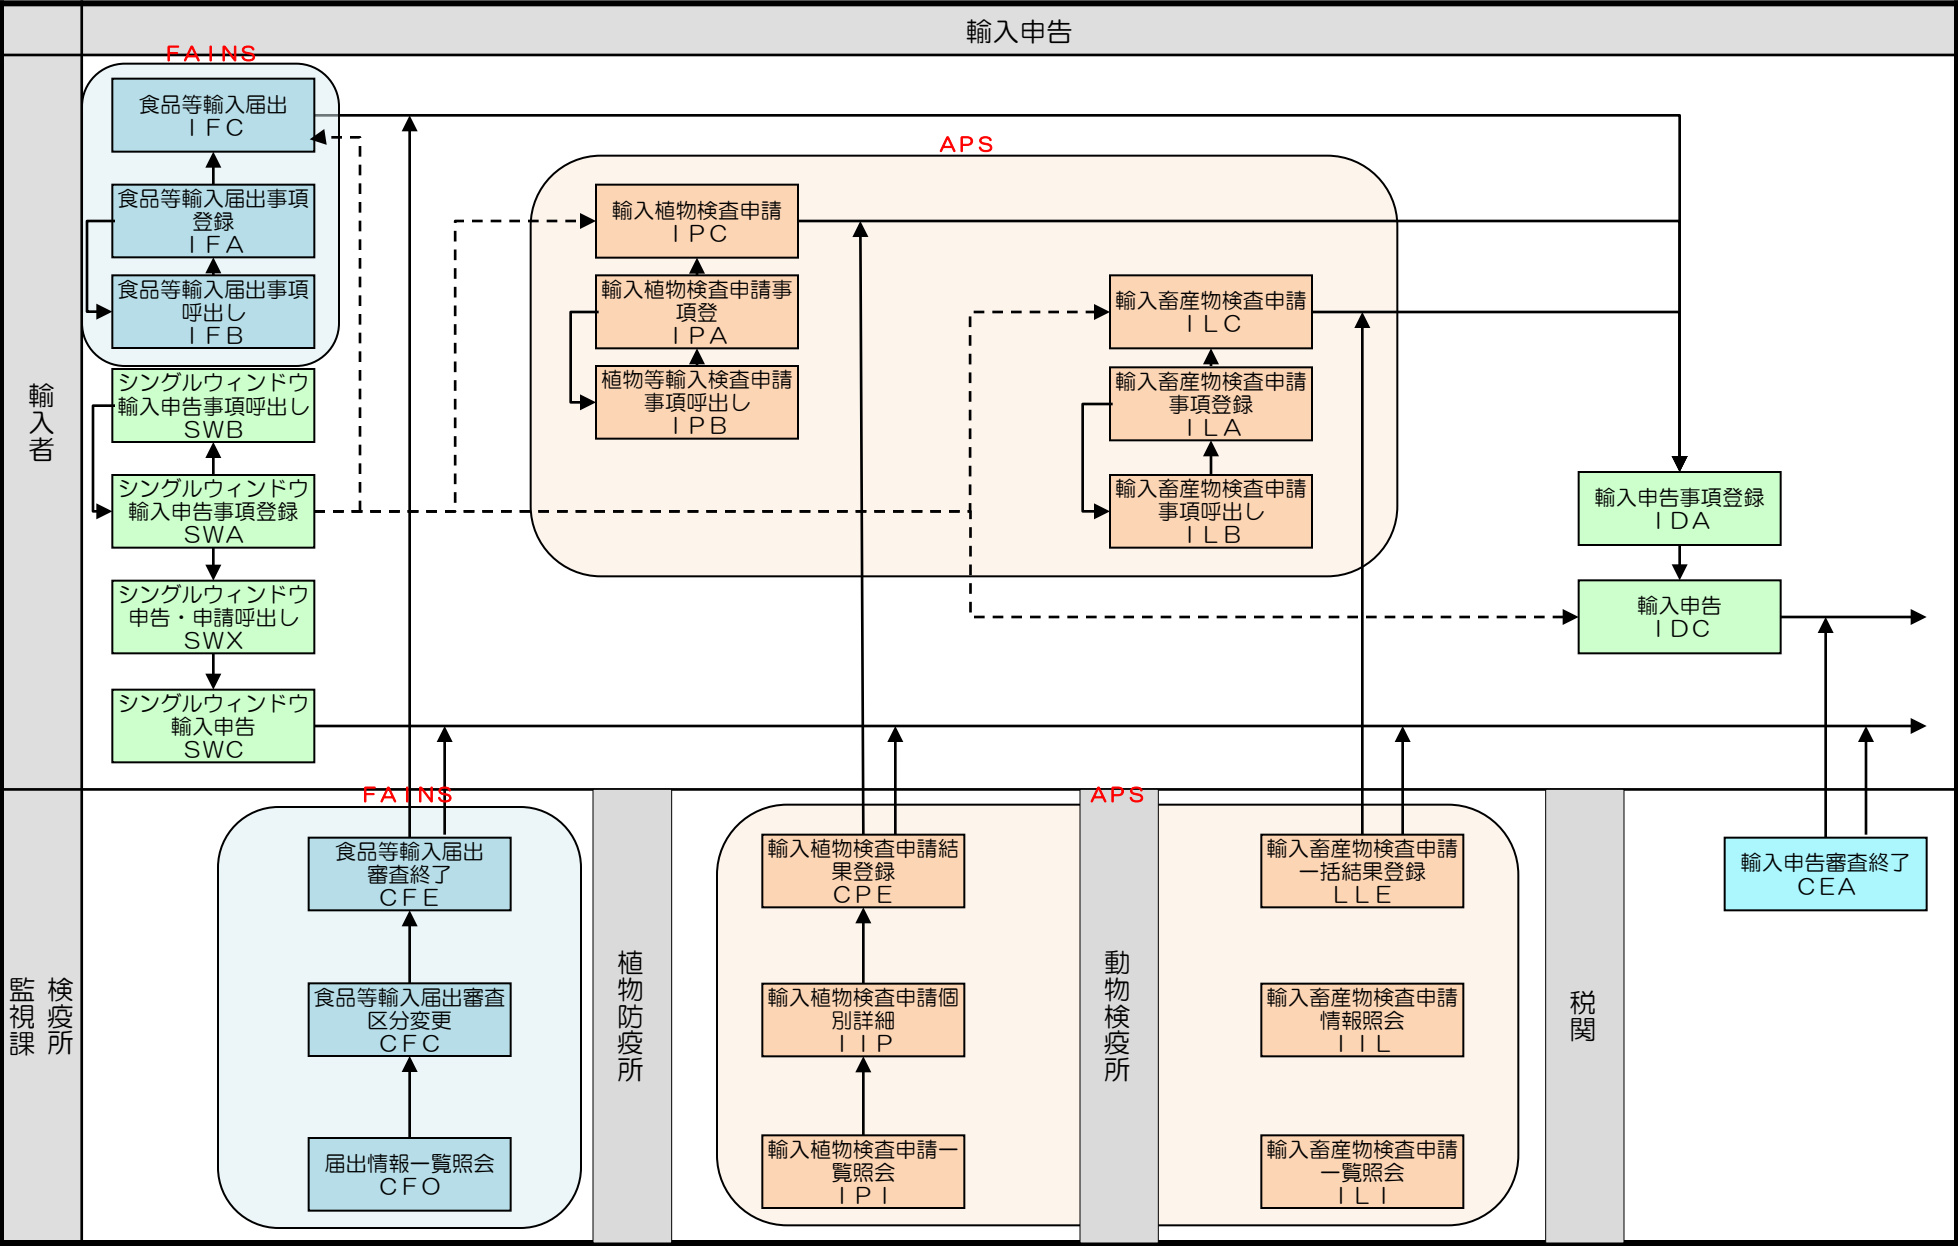 輸入申告
輸入者
FAINS
食品等輸入届出
IFC
食品等輸入届出事項
登録
IFA
食品等輸入届出事項
呼出し
IFB
シングルウィンドウ
輸入申告事項呼出し
SWB
シングルウィンドウ
輸入申告事項登録
SWA
シングルウィンドウ
申告・申請呼出し
SWX
シングルウィンドウ
輸入申告
SWC
APS
輸入植物検査申請
IPC
輸入植物検査申請事
項登
IPA
植物等輸入検査申請
事項呼出し
IPB
輸入畜産物検査申請
ILC
輸入畜産物検査申請
事項登録
ILA
輸入畜産物検査申請
事項呼出し
ILB
輸入申告事項登録
IDA
輸入申告
IDC
検疫所
監視課
FAINS
食品等輸入届出
審査終了
CFE
食品等輸入届出審査
区分変更
CFC
届出情報一覧照会
CFO
植物防疫所
APS
輸入植物検査申請結
果登録
CPE
輸入植物検査申請個
別詳細
IIP
輸入植物検査申請一
覧照会
IPI
動物検疫所
輸入畜産物検査申請
一括結果登録
LLE
輸入畜産物検査申請
情報照会
IIL
輸入畜産物検査申請
一覧照会
ILI
税関
輸入申告審査終了
CEA